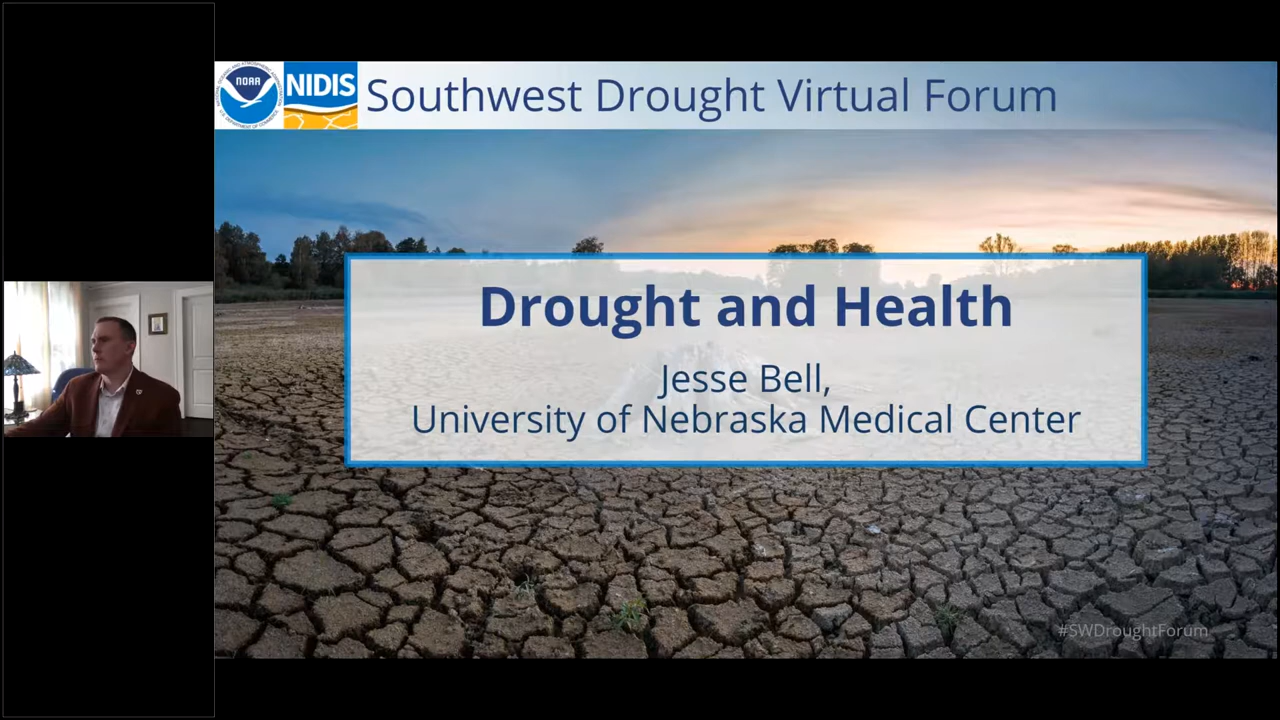 NOAA
NIDIS
Southwest Drought Virtual Forum
Drought and Health
Jesse Bell,
University of Nebraska Medical Center
#SWDroughtForum